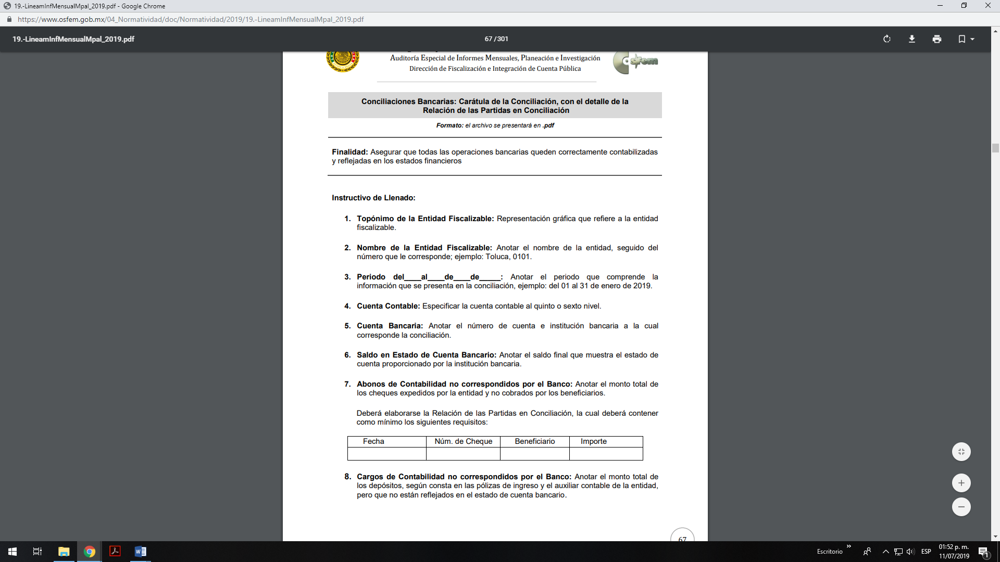 19.-LineamInfMensualMpal_2019.pdf - Google Chrome
https://www.osfem.gob.mx/04_Normatividad/doc/Normatividad/2019/19.-LineamInfMensualMpal_2019.pdf
19.-LineamInfMensualMpal_2019.pdf
67 / 301
Auditoría Especial de Informes Mensuales, Planeación e Investigación
Dirección de Fiscalización e Integración de Cuenta Pública
osfem
Conciliaciones Bancarias: Carátula de la Conciliación, con el detalle de la
Relación de las Partidas en Conciliación
Formato: el archivo se presentará en .pdf
Finalidad: Asegurar que todas las operaciones bancarias queden correctamente contabilizadas
y reflejadas en los estados financieros
Instructivo de Llenado:
1. Topónimo de la Entidad Fiscalizable: Representación gráfica que refiere a la entidad
fiscalizable.
2. Nombre de la Entidad Fiscalizable: Anotar el nombre de la entidad, seguido del
número que le corresponde; ejemplo: Toluca, 0101.
3. Periodo del____al____de____de_____: Anotar el periodo que comprende la
información que se presenta en la conciliación, ejemplo: del 01 al 31 de enero de 2019.
4. Cuenta Contable: Especificar la cuenta contable al quinto o sexto nivel.
5. Cuenta Bancaria: Anotar el número de cuenta e institución bancaria a la cual
corresponde la conciliación.
6. Saldo en Estado de Cuenta Bancario: Anotar el saldo final que muestra el estado de
cuenta proporcionado por la institución bancaria.
7. Abonos de Contabilidad no correspondidos por el Banco: Anotar el monto total de
los cheques expedidos por la entidad y no cobrados por los beneficiarios.
Deberá elaborarse la Relación de las Partidas en Conciliación, la cual deberá contener
como mínimo los siguientes requisitos:
Fecha Núm. de Cheque Beneficiario Importe
8. Cargos de Contabilidad no correspondidos por el Banco: Anotar el monto total de
los depósitos, según consta en las pólizas de ingreso y el auxiliar contable de la entidad,
pero que no están reflejados en el estado de cuenta bancario.
67
Escritorio
ESP
01:52 p. m.
11/07/2019
1